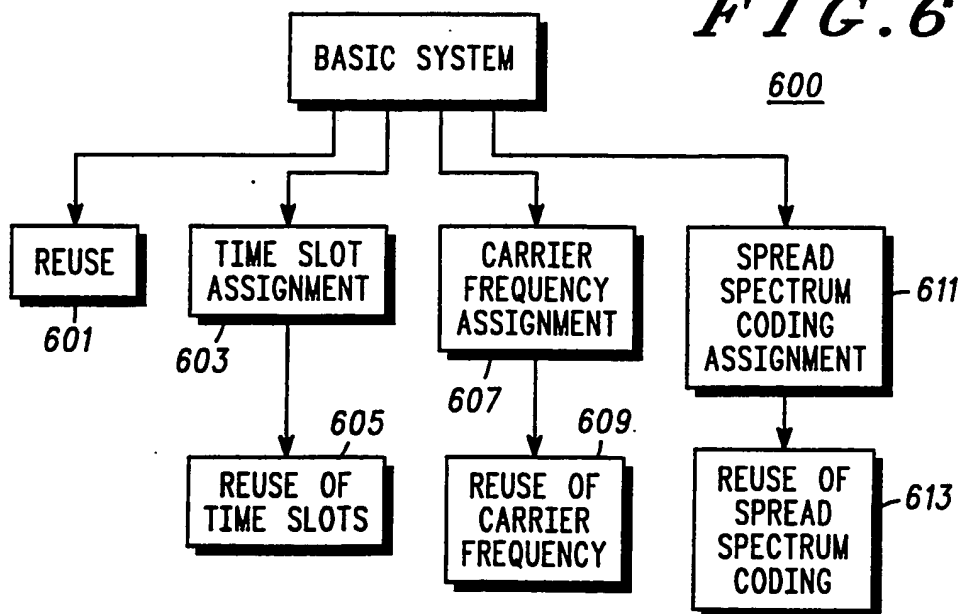 FIG.6
600
BASIC SYSTEM
REUSE
601
TIME SLOT
ASSIGNMENT
603
CARRIER
FREQUENCY
ASSIGNMENT
607
SPREAD
SPECTRUM
CODING
ASSIGNMENT
611
605
REUSE OF
TIME SLOTS
609
REUSE OF
CARRIER
FREQUENCY
REUSE OF
SPREAD
SPECTRUM
CODING
613